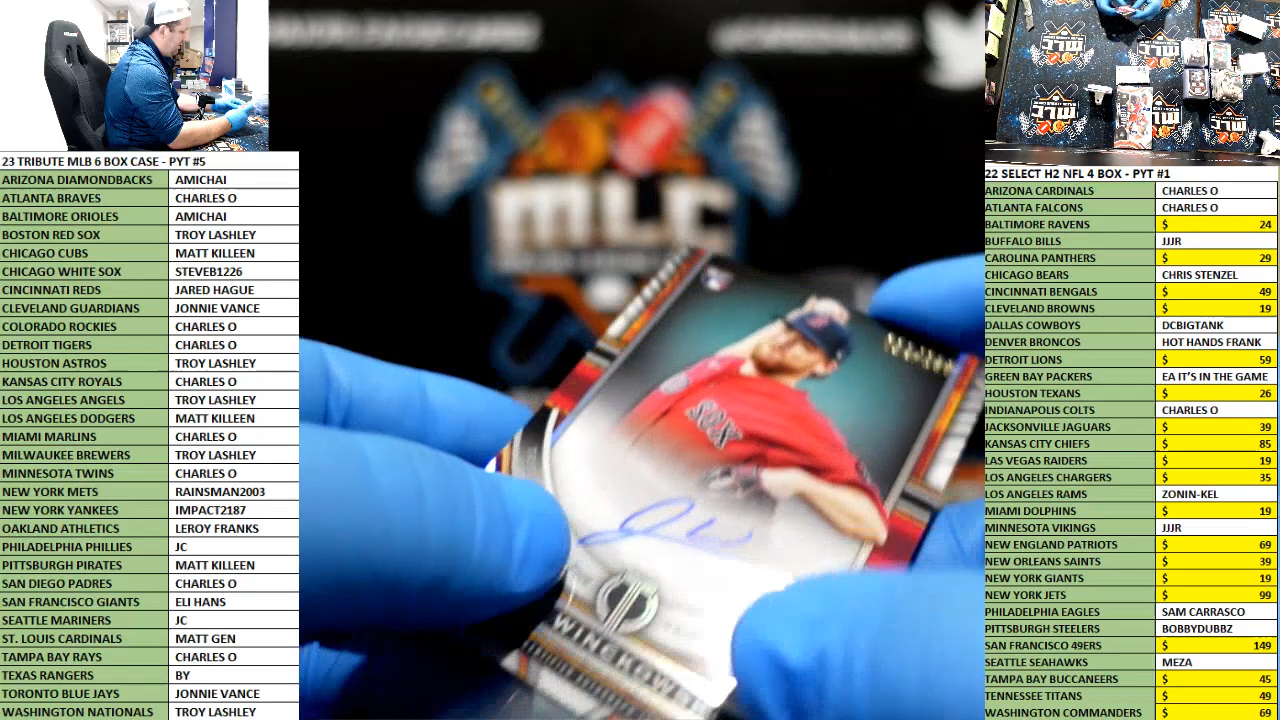 23 TRIBUTE MLB 6 BOX CASE - PYT #5
ARIZONA DIAMONDBACKS AMICHAI
ATLANTA BRAVES CHARLES O
BALTIMORE ORIOLES AMICHAI
BOSTON RED SOX TROY LASHLEY
CHICAGO CUBS MATT KILLEEN
CHICAGO WHITE SOX STEVEB1226
CINCINNATI REDS JARED HAGUE
CLEVELAND GUARDIANS JONNIE VANCE
COLORADO ROCKIES CHARLES O
DETROIT TIGERS CHARLES O
HOUSTON ASTROS TROY LASHLEY
KANSAS CITY ROYALS CHARLES O
LOS ANGELES ANGELS TROY LASHLEY
LOS ANGELES DODGERS MATT KILLEEN
MIAMI MARLINS CHARLES O
MILWAUKEE BREWERS TROY LASHLEY
MINNESOTA TWINS CHARLES O
NEW YORK METS RAINSMAN2003
NEW YORK YANKEES IMPACT2187
OAKLAND ATHLETICS LEROY FRANKS
PHILADELPHIA PHILLIES JC
PITTSBURGH PIRATES MATT KILLEEN
SAN DIEGO PADRES CHARLES O
SAN FRANCISCO GIANTS ELI HANS
SEATTLE MARINERS JC
ST. LOUIS CARDINALS MATT GEN
TAMPA BAY RAYS CHARLES O
TEXAS RANGERS BY
TORONTO BLUE JAYS JONNIE VANCE
WASHINGTON NATIONALS TROY LASHLEY
MLC
SOX
WINCKOWSKI
MLC
22 SELECT H2 NFL 4 BOX - PYT #1
ARIZONA CARDINALS CHARLES O
ATLANTA FALCONS CHARLES O
BALTIMORE RAVENS $ 24
BUFFALO BILLS JJJR
CAROLINA PANTHERS $ 29
CHICAGO BEARS CHRIS STENZEL
CINCINNATI BENGALS $ 49
CLEVELAND BROWNS $ 19
DALLAS COWBOYS DCBIGTANK
DENVER BRONCOS HOT HANDS FRANK
DETROIT LIONS $ 59
GREEN BAY PACKERS EA IT'S IN THE GAME
HOUSTON TEXANS $ 26
INDIANAPOLIS COLTS CHARLES O
JACKSONVILLE JAGUARS $ 39
KANSAS CITY CHIEFS $ 85
LAS VEGAS RAIDERS $ 19
LOS ANGELES CHARGERS $ 35
LOS ANGELES RAMS ZONIN-KEL
MIAMI DOLPHINS $ 19
MINNESOTA VIKINGS JJJR
NEW ENGLAND PATRIOTS $ 69
NEW ORLEANS SAINTS $ 39
NEW YORK GIANTS $ 19
NEW YORK JETS $ 99
PHILADELPHIA EAGLES SAM CARRASCO
PITTSBURGH STEELERS BOBBYDUBBZ
SAN FRANCISCO 49ERS $ 149
SEATTLE SEAHAWKS MEZA
TAMPA BAY BUCCANEERS $ 45
TENNESSEE TITANS $ 49
WASHINGTON COMMANDERS $ 69